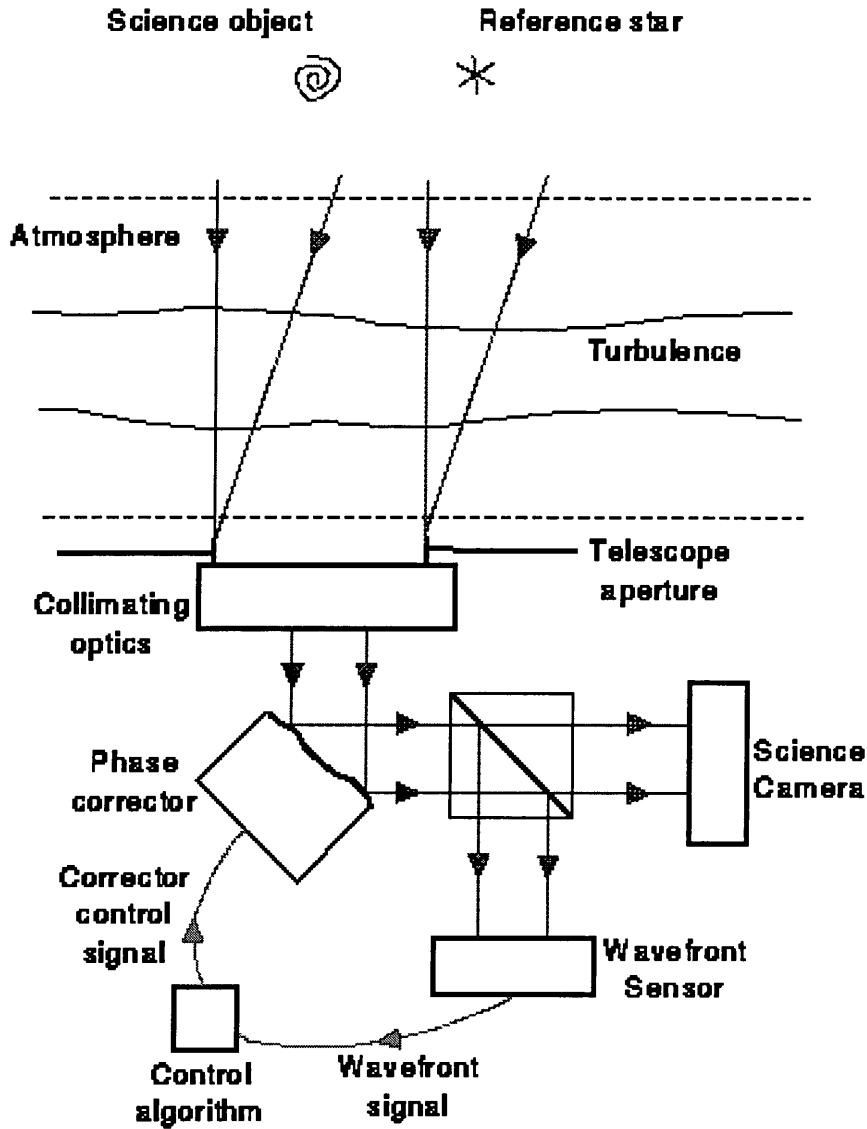 Science object
Reference star
Atmosphere
Turbulence
Telescope
aperture
Collimating
optics
Phase
corrector
Science
Camera
Corrector
control
signal
Wavefront
Sensor
Control
algorithm
Wavefront
signal